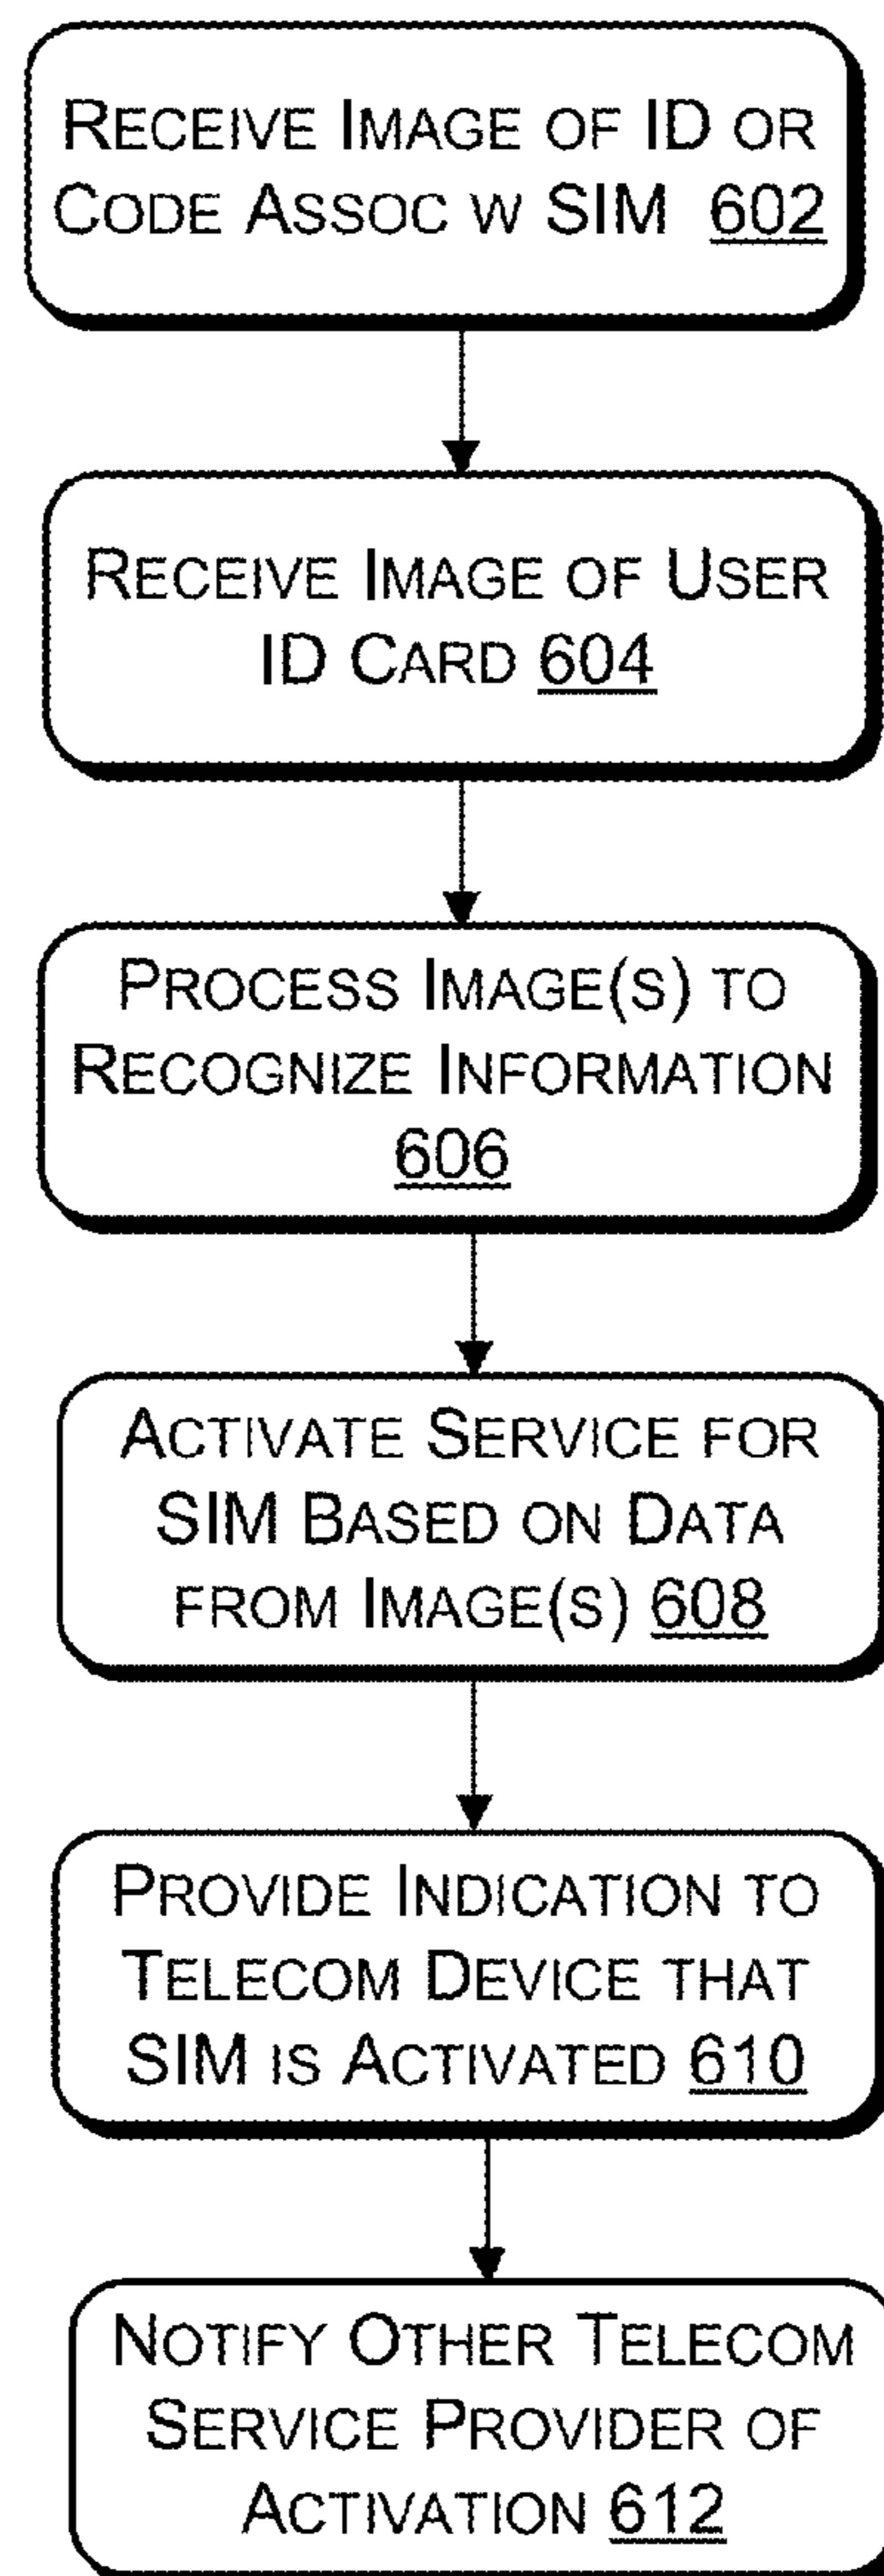 RECEIVE IMAGE OF ID OR
CODE ASSOC W SIM 602
RECEIVE IMAGE OF USER
ID CARD 604
PROCESS IMAGE(S) TO
RECOGNIZE INFORMATION
606
ACTIVATE SERVICE FOR
SIM BASED ON DATA
FROM IMAGE(S) 608
PROVIDE INDICATION TO
TELECOM DEVICE THAT
SIM IS ACTIVATED 610
NOTIFY OTHER TELECOM
SERVICE PROVIDER OF
ACTIVATION 612